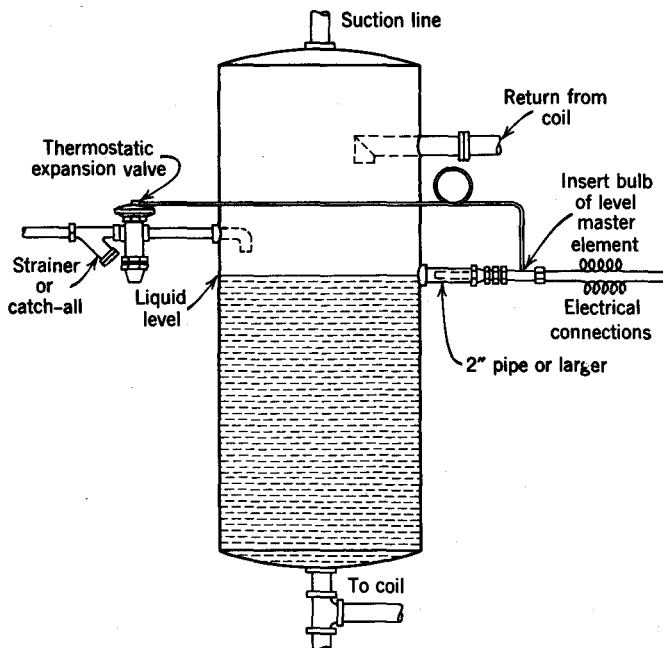 Suction line
Return from
coil
Thermostatic
expansion valve
Insert bulb
of level
master
element
Strainer
or
catch-all
Liquid
level
Electrical
connections
2" pipe or larger
To coil